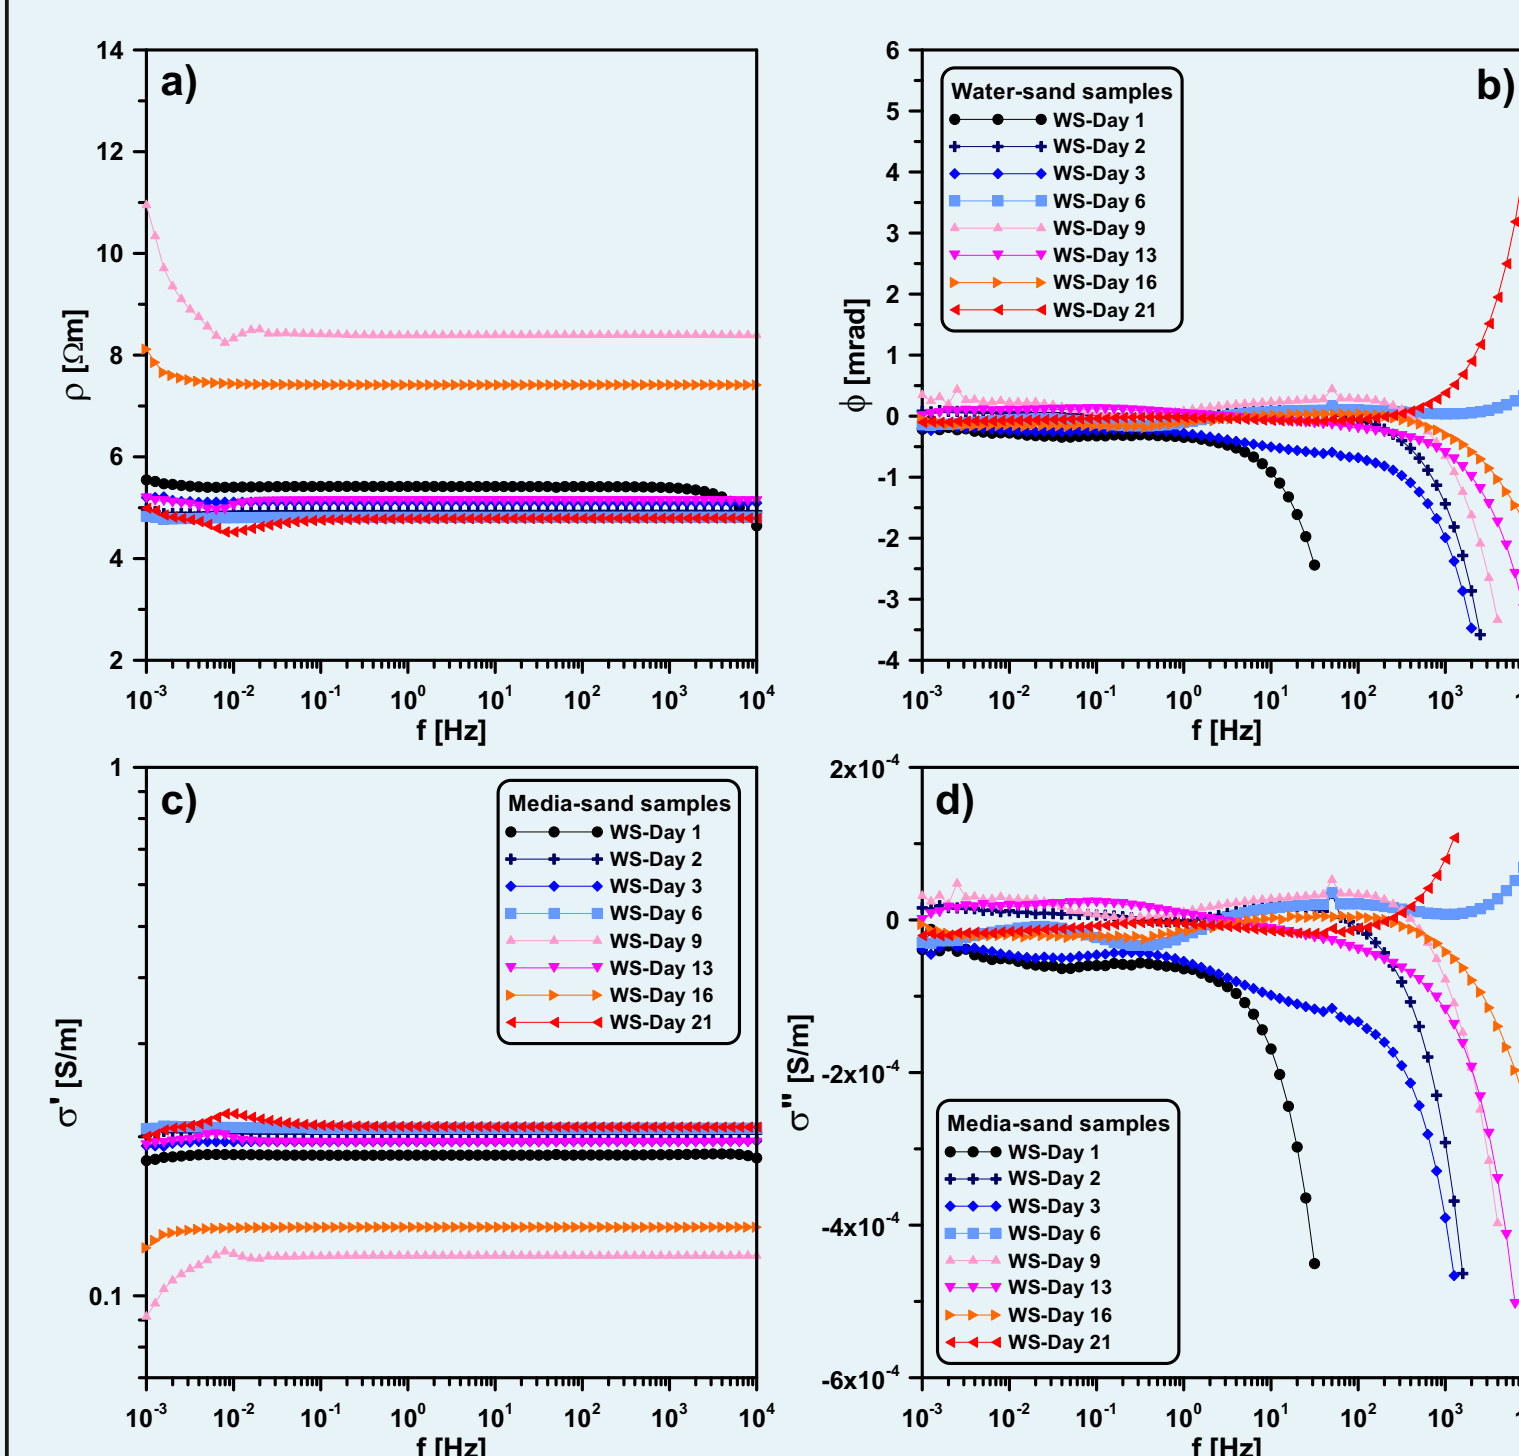 a)
14
12
10
8
6
4
2
ρ [Ωm]
10-3 10-2 10-1 100 101 102 103 104
f [Hz]
b)
6
5
4
3
2
1
0
-1
-2
-3
-4
ϕ [mrad]
Water-sand samples
WS-Day 1
WS-Day 2
WS-Day 3
WS-Day 6
WS-Day 9
WS-Day 13
WS-Day 16
WS-Day 21
10-3 10-2 10-1 100 101 102 103
f [Hz]
c)
1
0.1
σ' [S/m]
Media-sand samples
WS-Day 1
WS-Day 2
WS-Day 3
WS-Day 6
WS-Day 9
WS-Day 13
WS-Day 16
WS-Day 21
10-3 10-2 10-1 100 101 102 103 104
f [Hz]
d)
2x10-4
0
-2x10-4
-4x10-4
-6x10-4
σ'' [S/m]
Media-sand samples
WS-Day 1
WS-Day 2
WS-Day 3
WS-Day 6
WS-Day 9
WS-Day 13
WS-Day 16
WS-Day 21
10-3 10-2 10-1 100 101 102 103
f [Hz]